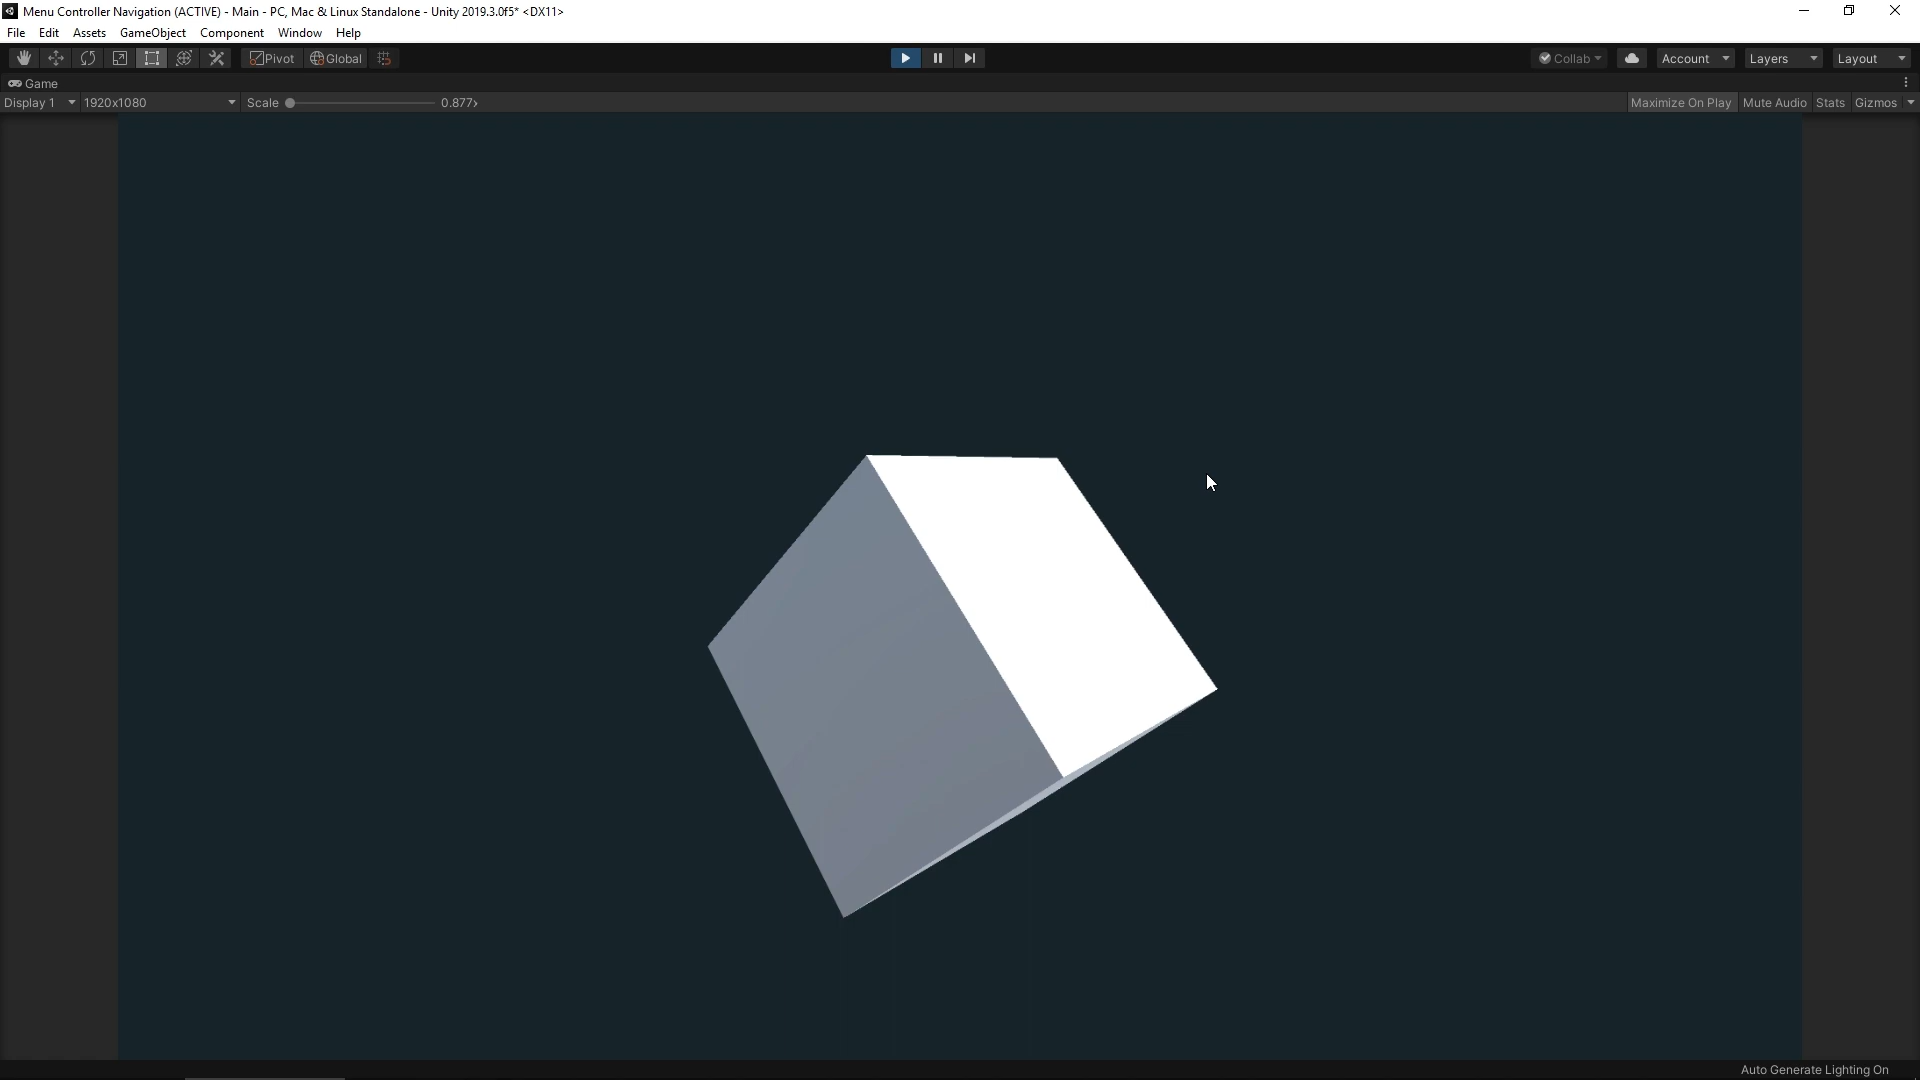 Menu Controller Navigation (ACTIVE) - Main - PC, Mac & Linux Standalone - Unity 2019.3.0f5* <DX11>
File Edit Assets GameObject Component Window Help
Pivot Global Collab Account Layers Layout
Game
Display 1 1920x1080 Scale 0.877x Maximize On Play Mute Audio Stats Gizmos
Auto Generate Lighting On